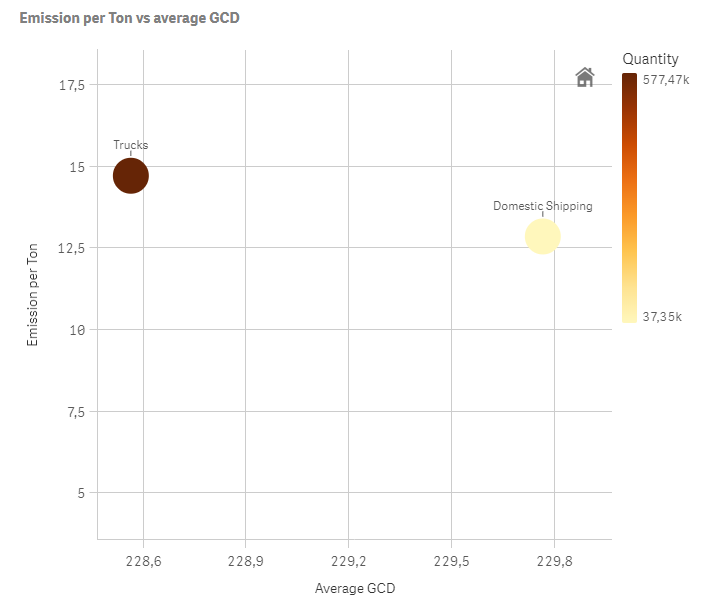 Emission per Ton vs average GCD
Quantity
577,47k
37,35k
17,5
15
12,5
10
7,5
5
Emission per Ton
Trucks
Domestic Shipping
228,6
228,9
229,2
229,5
229,8
Average GCD